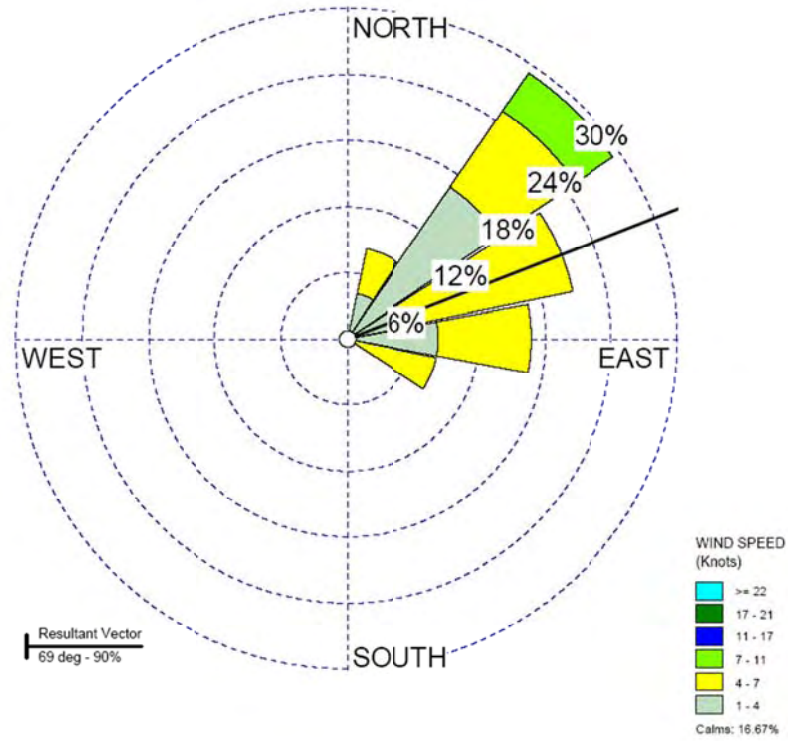 NORTH
30%
24%
18%
12%
6%
WEST
EAST
SOUTH
Resultant Vector
69 deg - 90%
WIND SPEED
(Knots)
>= 22
17 - 21
11 - 17
7 - 11
4 - 7
1 - 4
Calms: 16.67%